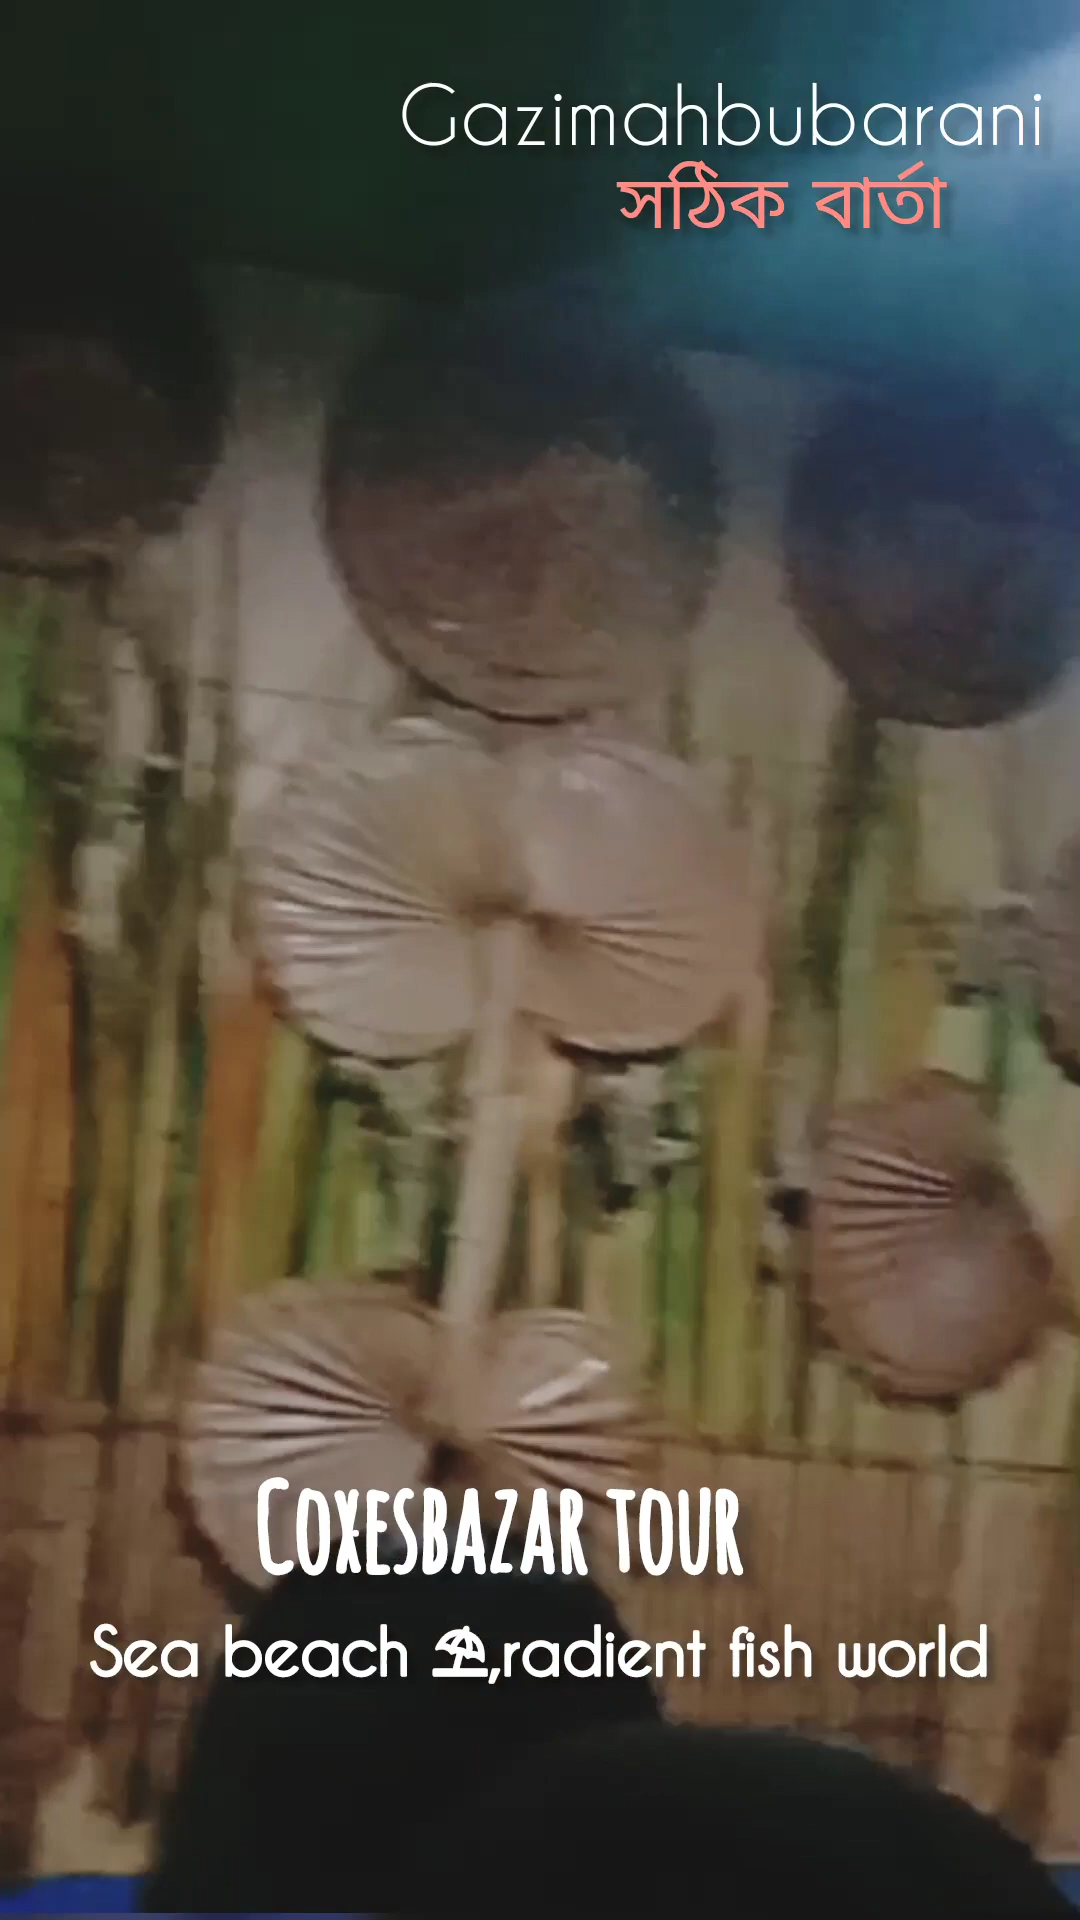 Gazimahbubarani
সঠিক বার্তা
Coxesbazar tour
Sea beach ⛱,radient fish world